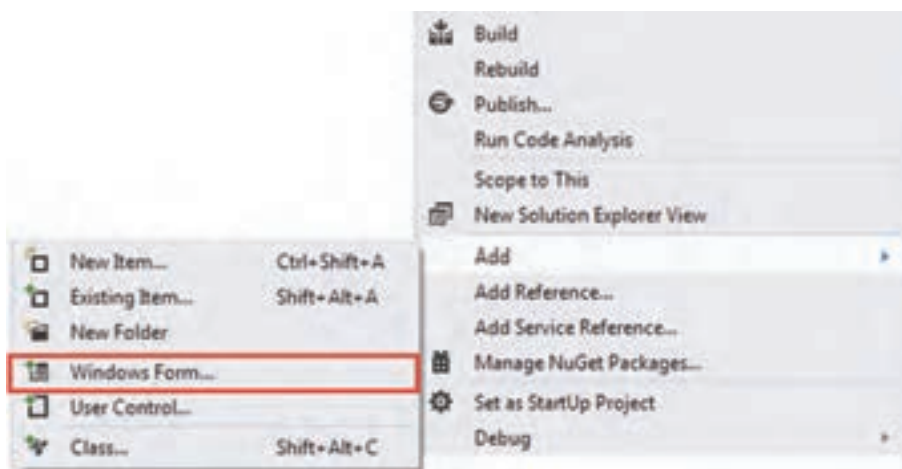 Build
Rebuild
Publish...
Run Code Analysis
Scope to This
New Solution Explorer View
Add
Add Reference...
Add Service Reference...
Manage NuGet Packages...
Set as StartUp Project
Debug
New Item... Ctrl+Shift+A
Existing Item... Shift+Alt+A
New Folder
Windows Form...
User Control...
Class... Shift+Alt+C